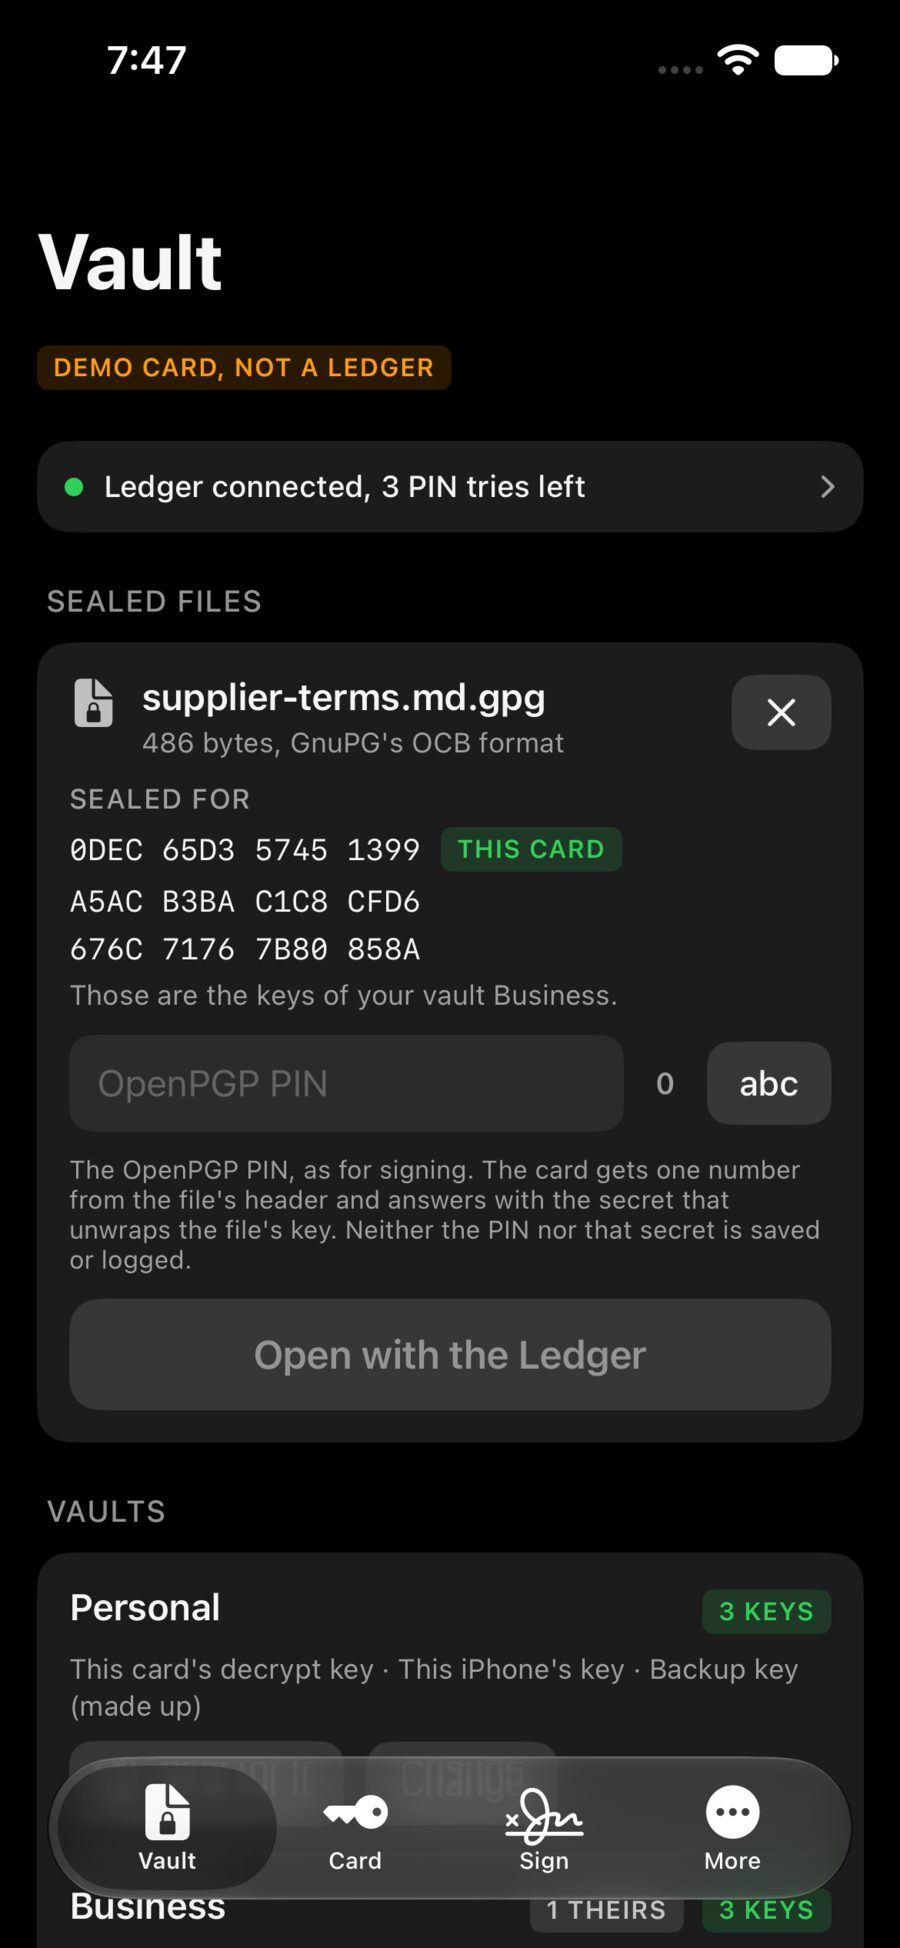 7:47
Vault
DEMO CARD, NOT A LEDGER
Ledger connected, 3 PIN tries left
SEALED FILES
supplier-terms.md.gpg
486 bytes, GnuPG's OCB format
SEALED FOR
0DEC 65D3 5745 1399 THIS CARD
A5AC B3BA C1C8 CFD6
676C 7176 7B80 858A
Those are the keys of your vault Business.
OpenPGP PIN 0 abc
The OpenPGP PIN, as for signing. The card gets one number
from the file's header and answers with the secret that
unwraps the file's key. Neither the PIN nor that secret is saved
or logged.
Open with the Ledger
VAULTS
Personal 3 KEYS
This card's decrypt key · This iPhone's key · Backup key
(made up)
Change
Vault Card Sign More
Business 1 THEIRS 3 KEYS